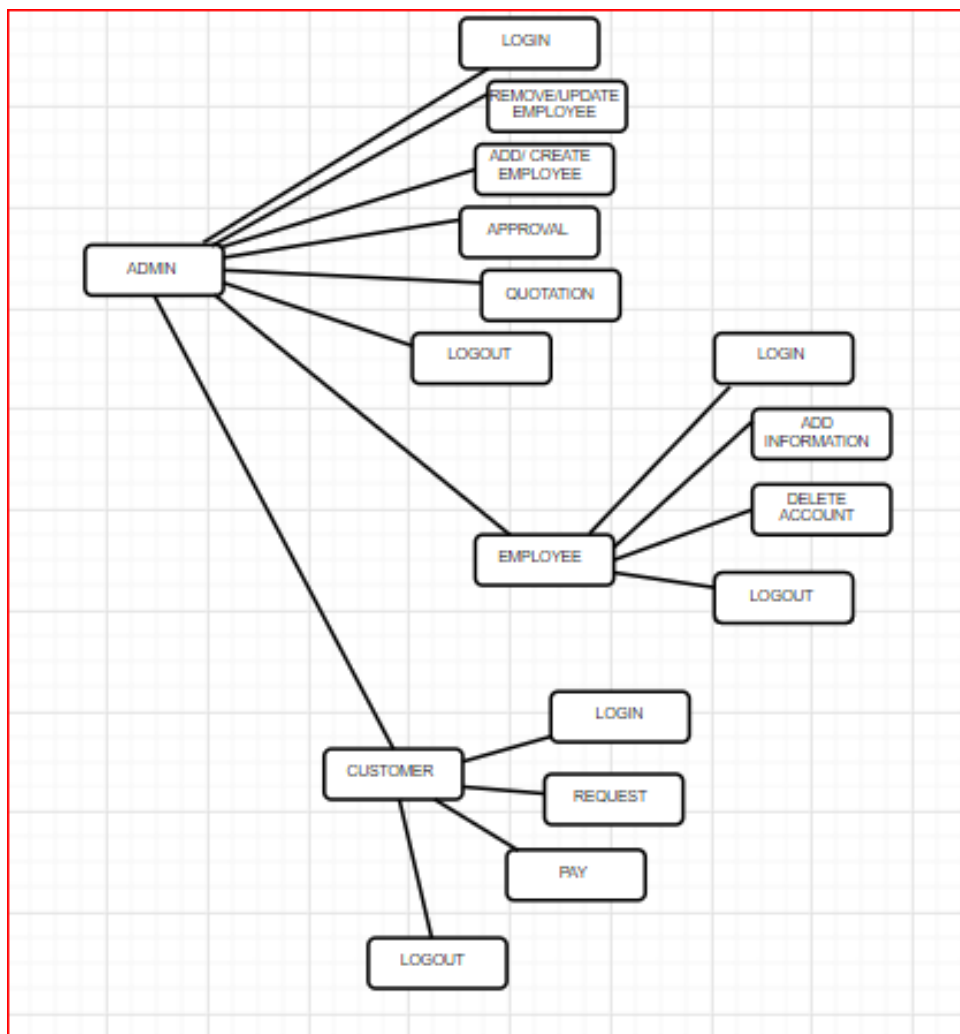 LOGIN
REMOVE/UPDATE
EMPLOYEE
ADD/ CREATE
EMPLOYEE
APPROVAL
ADMIN
QUOTATION
LOGOUT
LOGIN
ADD
INFORMATION
DELETE
ACCOUNT
EMPLOYEE
LOGOUT
LOGIN
CUSTOMER
REQUEST
PAY
LOGOUT